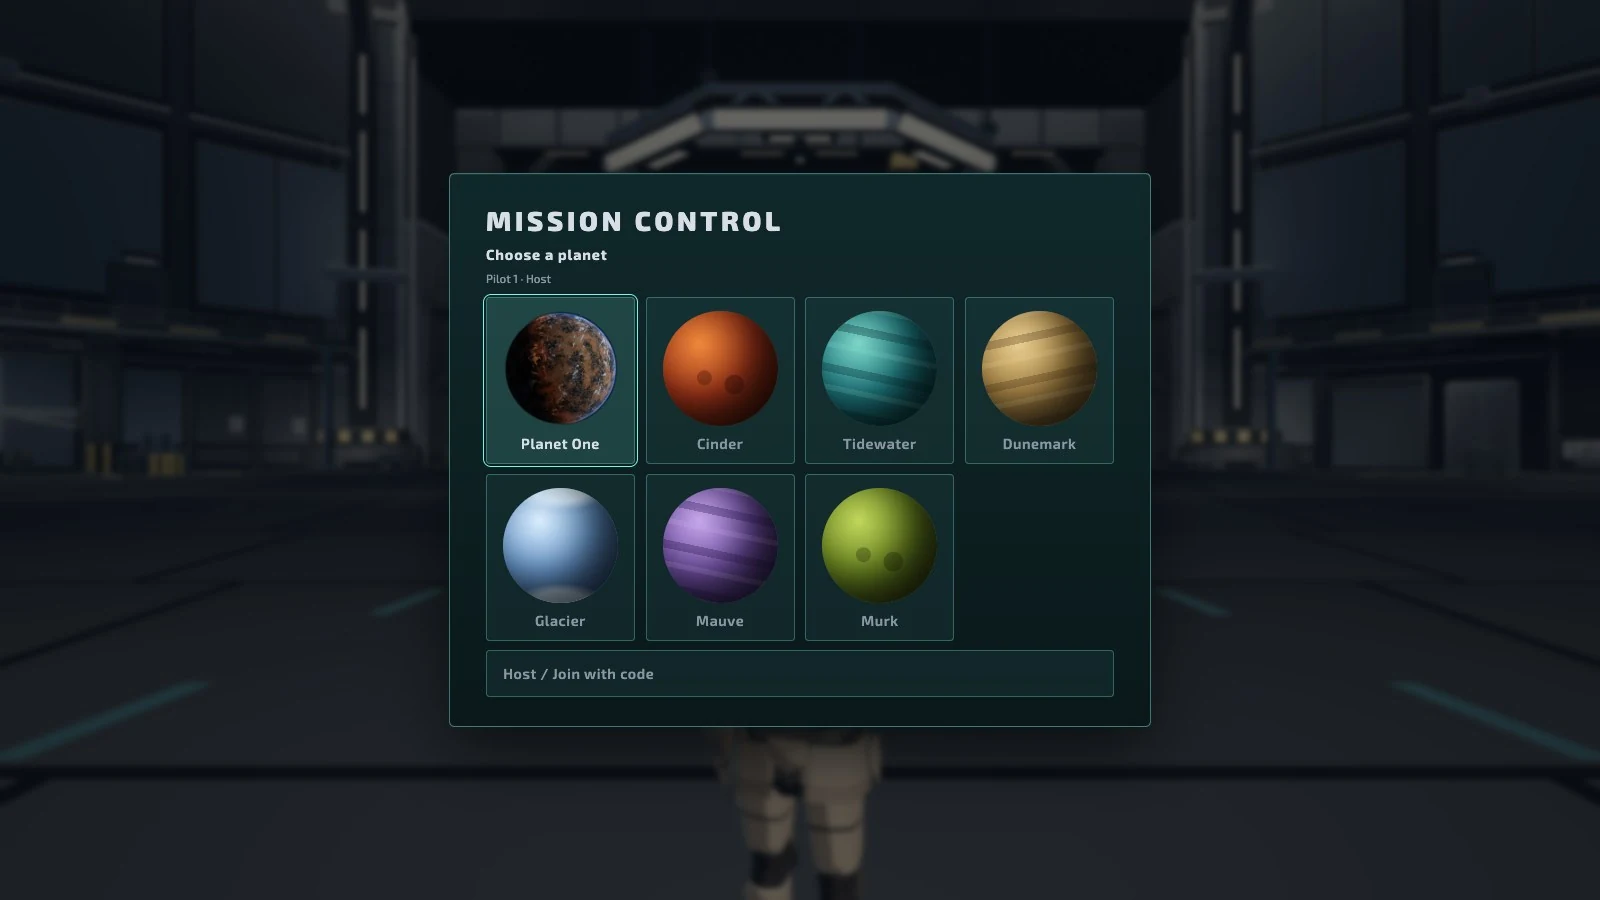 MISSION CONTROL
Choose a planet
Pilot 1 · Host
Planet One
Cinder
Tidewater
Dunemark
Glacier
Mauve
Murk
Host / Join with code